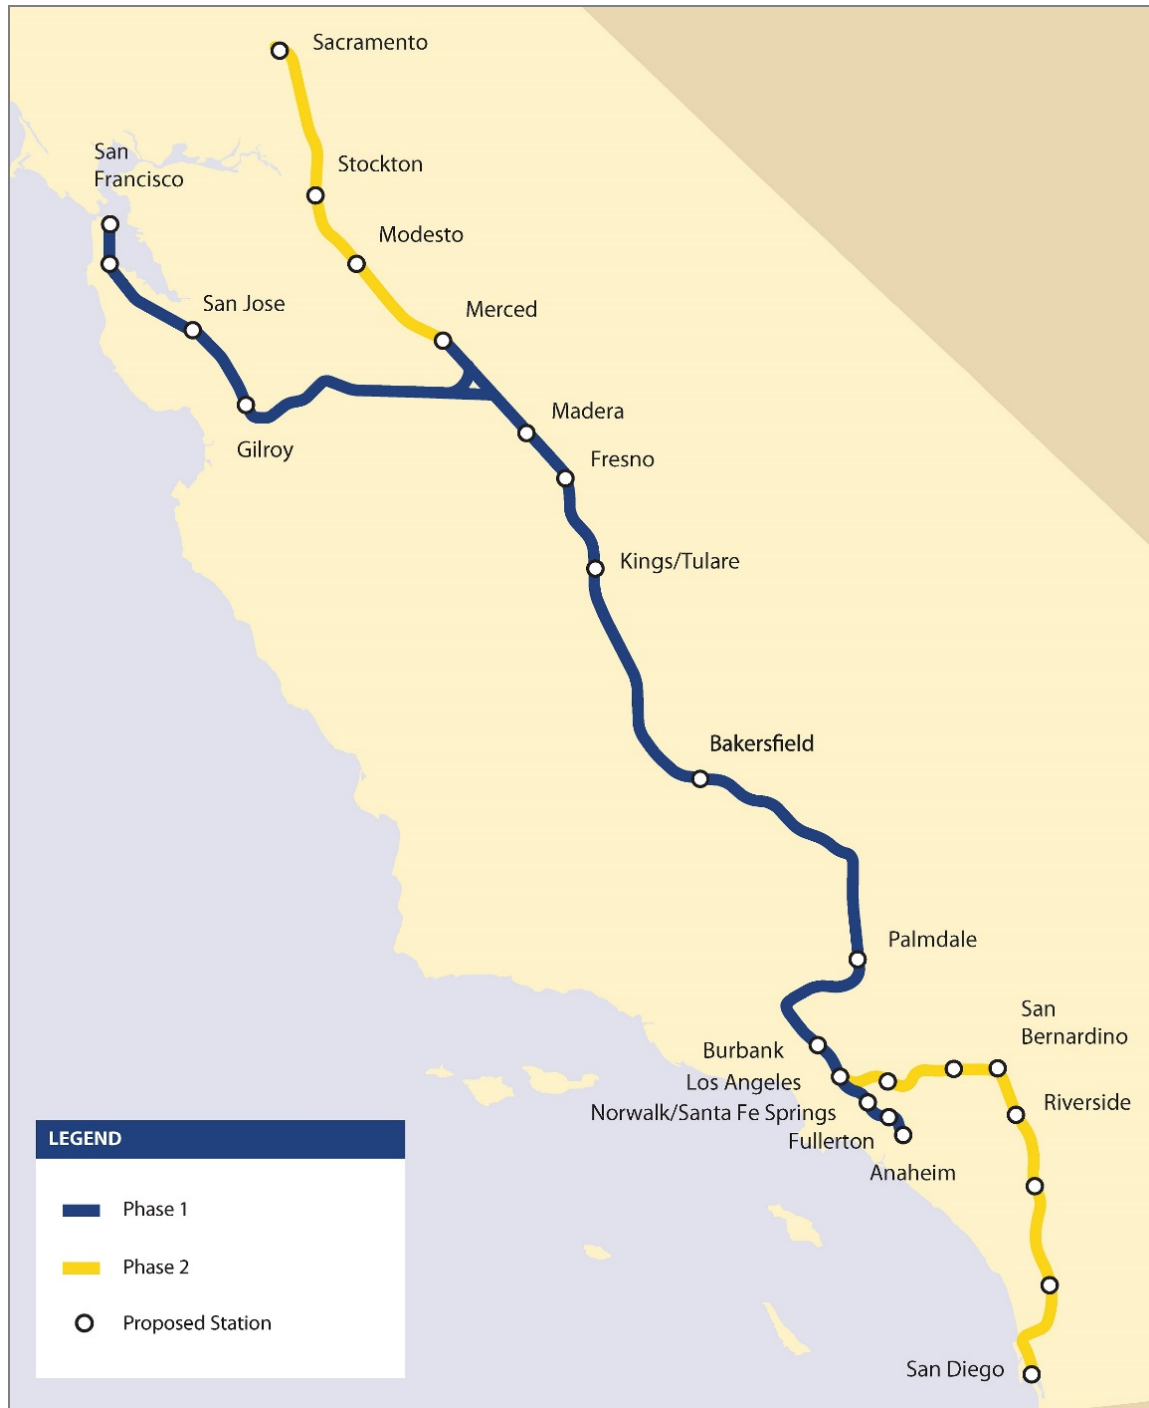 Sacramento
San
Francisco
Stockton
Modesto
San Jose
Merced
Madera
Gilroy
Fresno
Kings/Tulare
Bakersfield
Palmdale
San
Bernardino
Burbank
Los Angeles
Riverside
Norwalk/Santa Fe Springs
Fullerton
Anaheim
LEGEND
Phase 1
Phase 2
Proposed Station
San Diego